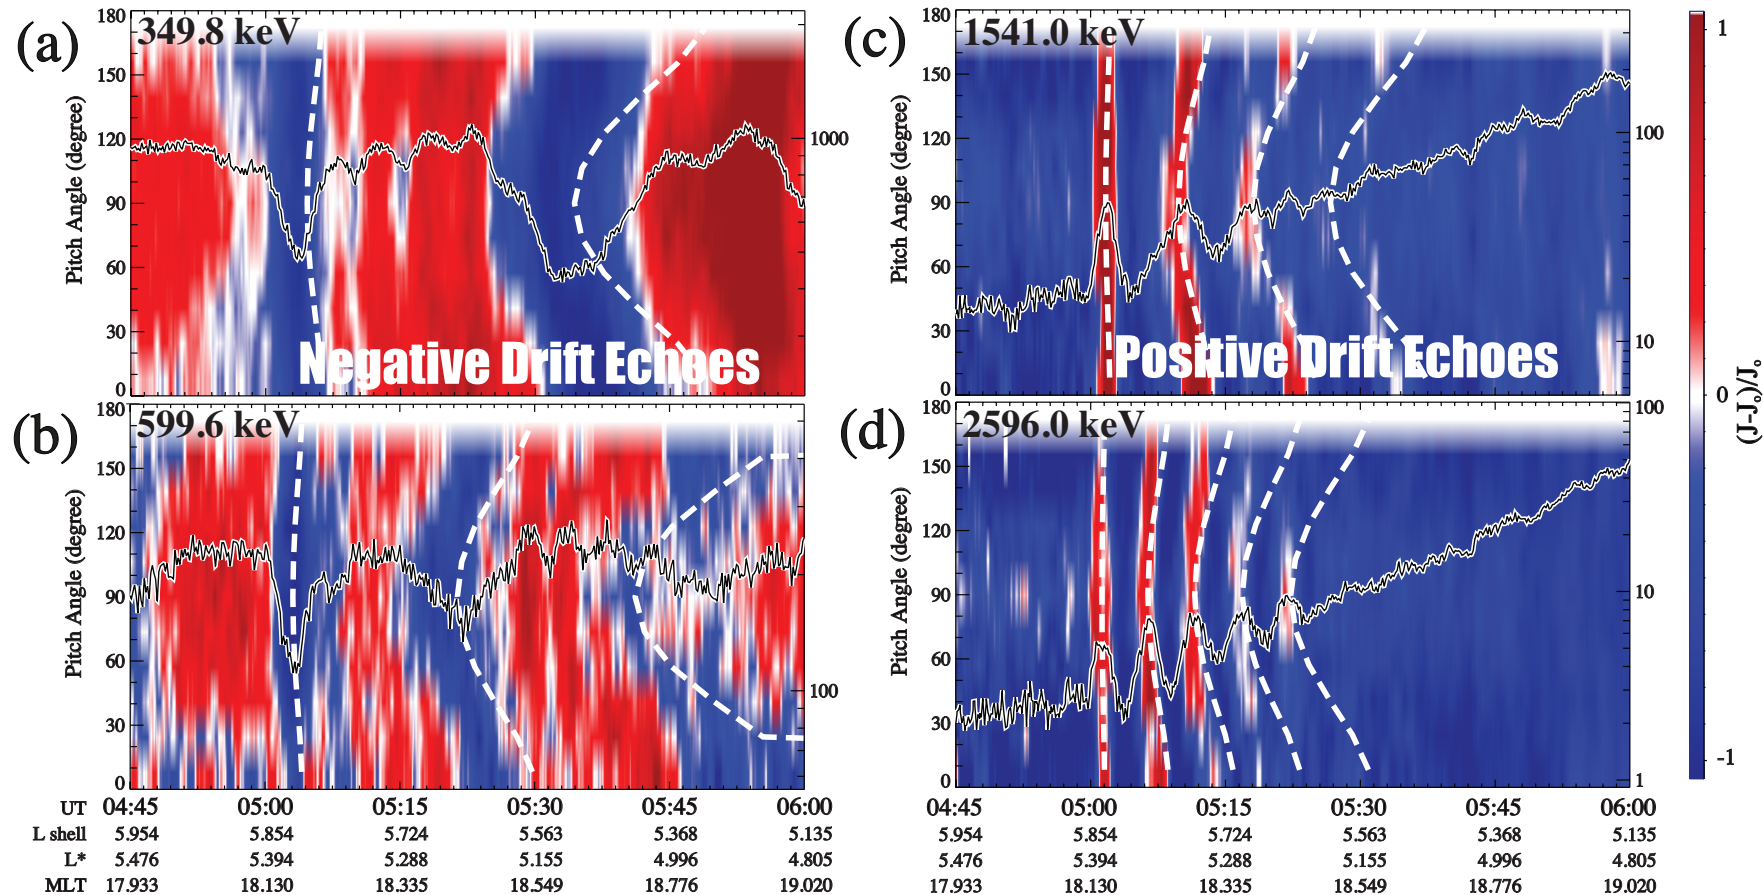 (a)
349.8 keV
Negative Drift Echoes
Pitch Angle (degree)
180
150
120
90
60
30
0
1000
(c)
1541.0 keV
Positive Drift Echoes
Pitch Angle (degree)
180
150
120
90
60
30
0
100
10
(b)
599.6 keV
Pitch Angle (degree)
180
150
120
90
60
30
0
100
(d)
2596.0 keV
Pitch Angle (degree)
180
150
120
90
60
30
0
100
10
1
1
0
-1
(J-J₀)/J₀
UT 04:45 05:00 05:15 05:30 05:45 06:00
L shell 5.954 5.854 5.724 5.563 5.368 5.135
L* 5.476 5.394 5.288 5.155 4.996 4.805
MLT 17.933 18.130 18.335 18.549 18.776 19.020
04:45 05:00 05:15 05:30 05:45 06:00
5.954 5.854 5.724 5.563 5.368 5.135
5.476 5.394 5.288 5.155 4.996 4.805
17.933 18.130 18.335 18.549 18.776 19.020